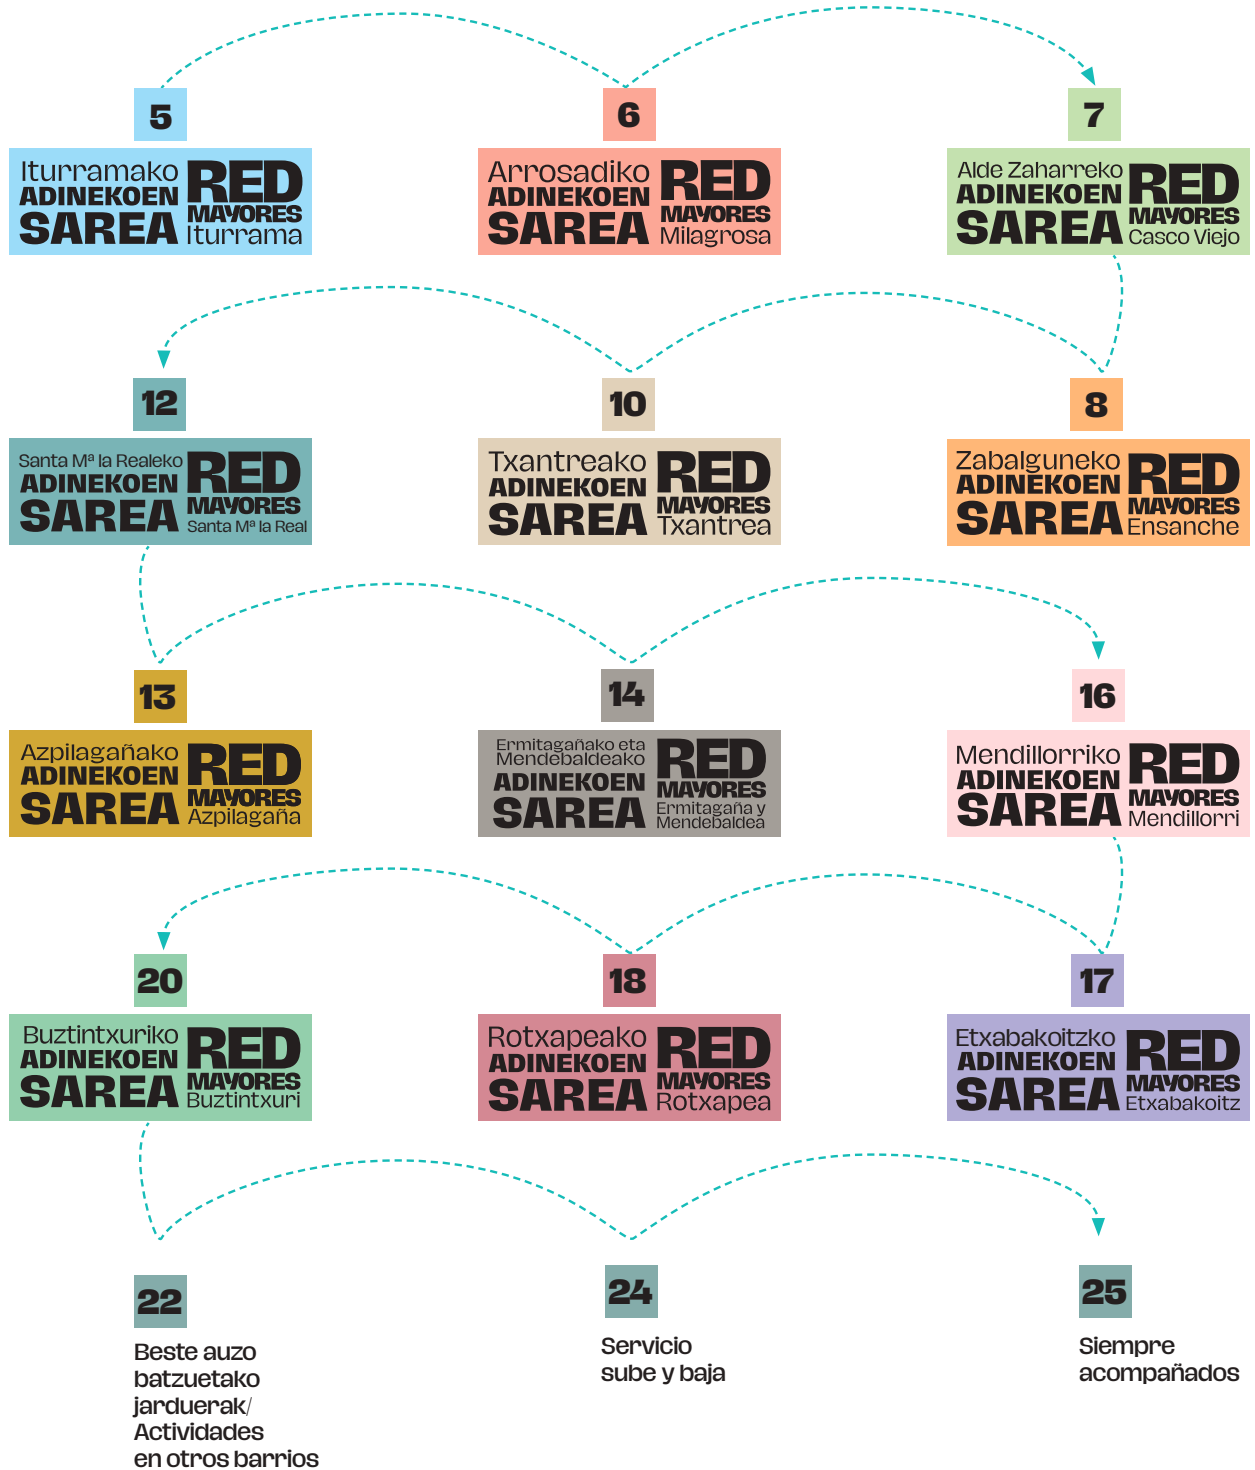 5
Iturramako
ADINEKOEN
SAREA
RED
MAYORES
Iturrama
6
Arrosadiko
ADINEKOEN
SAREA
RED
MAYORES
Milagrosa
7
Alde Zaharreko
ADINEKOEN
SAREA
RED
MAYORES
Casco Viejo
12
Santa Mª la Realeko
ADINEKOEN
SAREA
RED
MAYORES
Santa Mª la Real
10
Txantreako
ADINEKOEN
SAREA
RED
MAYORES
Txantrea
8
Zabalguneko
ADINEKOEN
SAREA
RED
MAYORES
Ensanche
13
Azpilagañako
ADINEKOEN
SAREA
RED
MAYORES
Azpilagaña
14
Ermitagañako eta
Mendebaldeako
ADINEKOEN
SAREA
RED
MAYORES
Ermitagaña y
Mendebaldea
16
Mendillorriko
ADINEKOEN
SAREA
RED
MAYORES
Mendillorri
20
Buztintxuriko
ADINEKOEN
SAREA
RED
MAYORES
Buztintxuri
18
Rotxapeako
ADINEKOEN
SAREA
RED
MAYORES
Rotxapea
17
Etxabakoitzko
ADINEKOEN
SAREA
RED
MAYORES
Etxabakoitz
22
Beste auzo
batzuetako
jarduerak/
Actividades
en otros barrios
24
Servicio
sube y baja
25
Siempre
acompañados